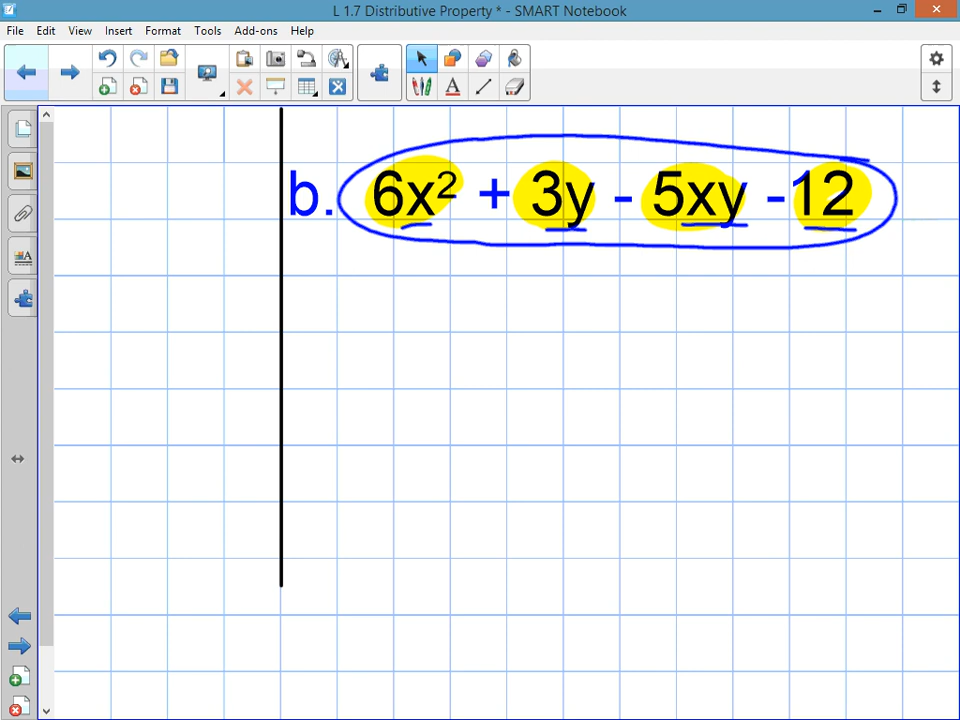 L 1.7 Distributive Property * - SMART Notebook
File Edit View Insert Format Tools Add-ons Help
b. 6x² + 3y - 5xy -12